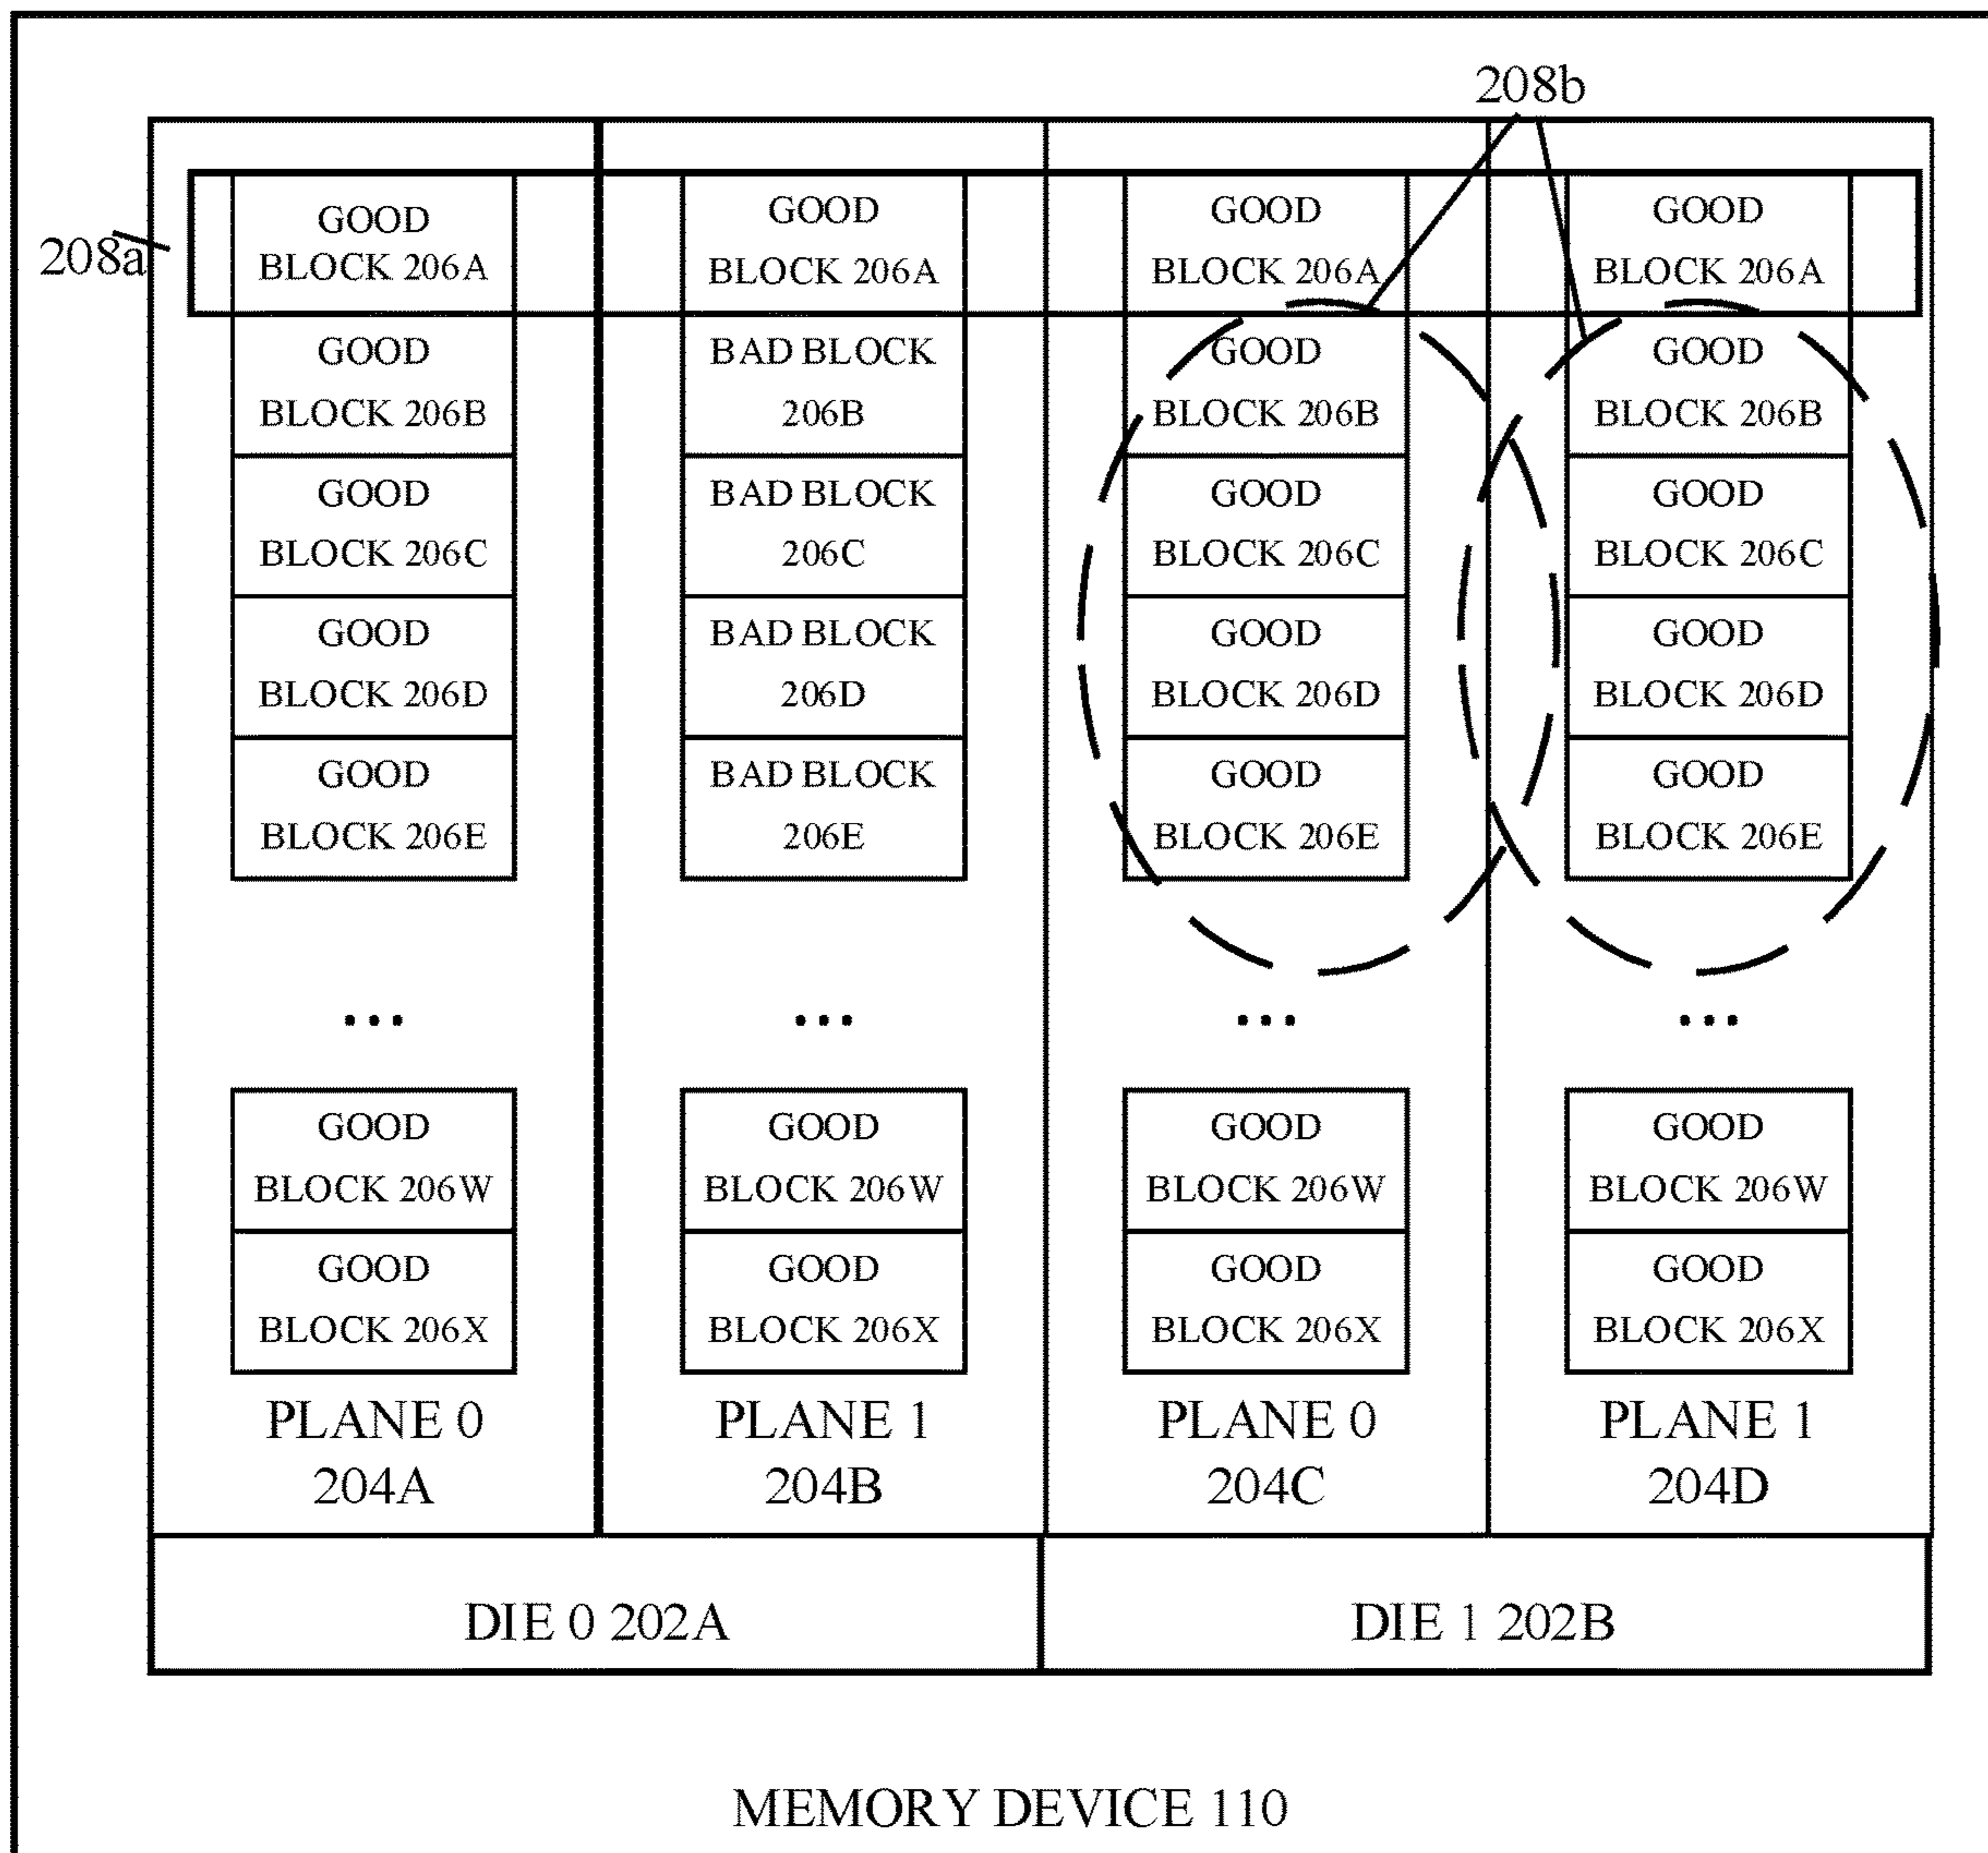 208b
208a
GOOD
BLOCK 206A
GOOD
BLOCK 206A
GOOD
BLOCK 206A
GOOD
BLOCK 206A
GOOD
BLOCK 206B
BAD BLOCK
206B
GOOD
BLOCK 206B
GOOD
BLOCK 206B
GOOD
BLOCK 206C
BAD BLOCK
206C
GOOD
BLOCK 206C
GOOD
BLOCK 206C
GOOD
BLOCK 206D
BAD BLOCK
206D
GOOD
BLOCK 206D
GOOD
BLOCK 206D
GOOD
BLOCK 206E
BAD BLOCK
206E
GOOD
BLOCK 206E
GOOD
BLOCK 206E
...
...
...
...
GOOD
BLOCK 206W
GOOD
BLOCK 206W
GOOD
BLOCK 206W
GOOD
BLOCK 206W
GOOD
BLOCK 206X
GOOD
BLOCK 206X
GOOD
BLOCK 206X
GOOD
BLOCK 206X
PLANE 0
204A
PLANE 1
204B
PLANE 0
204C
PLANE 1
204D
DIE 0 202A
DIE 1 202B
MEMORY DEVICE 110